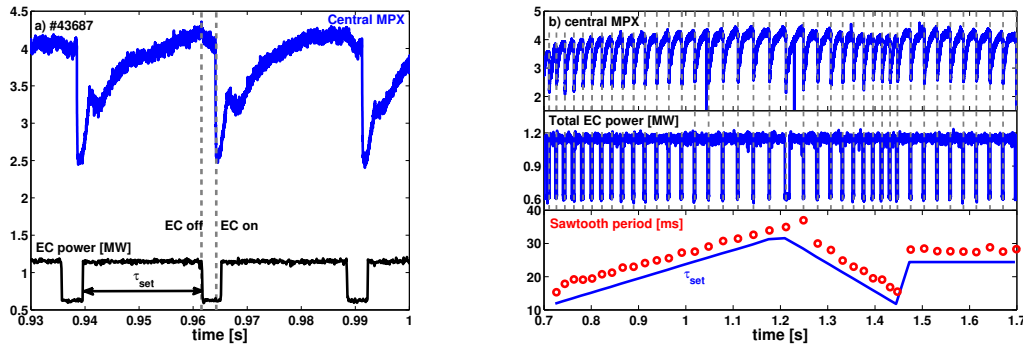 a) #43687
Central MPX
4.5
4
3.5
3
2.5
2
1.5
1
0.5
EC off
EC on
EC power [MW]
τset
0.93 0.94 0.95 0.96 0.97 0.98 0.99 1
time [s]
b) central MPX
5
4
3
2
Total EC power [MW]
1.2
0.9
0.6
Sawtooth period [ms]
40
30
20
10
τset
0.7 0.8 0.9 1 1.1 1.2 1.3 1.4 1.5 1.6 1.7
time [s]